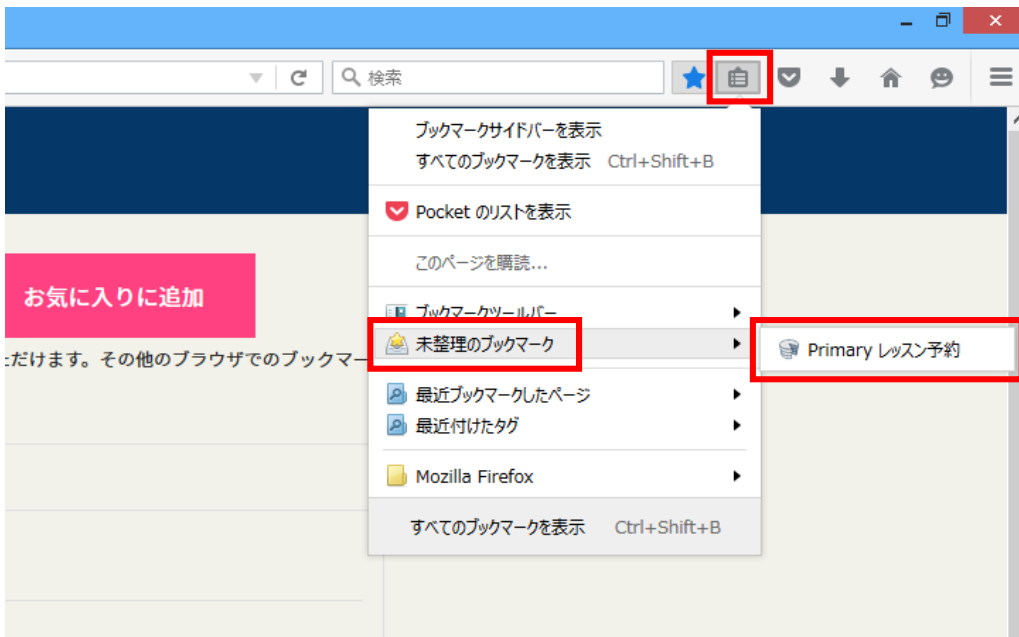 検索
ブックマークサイドバーを表示
すべてのブックマークを表示 Ctrl+Shift+B
Pocket のリストを表示
このページを購読...
お気に入りに追加
ブックマークツールバー
未整理のブックマーク
Primary レッスン予約
ただけます。その他のブラウザでのブックマー
最近ブックマークしたページ
最近付けたタグ
Mozilla Firefox
すべてのブックマークを表示 Ctrl+Shift+B